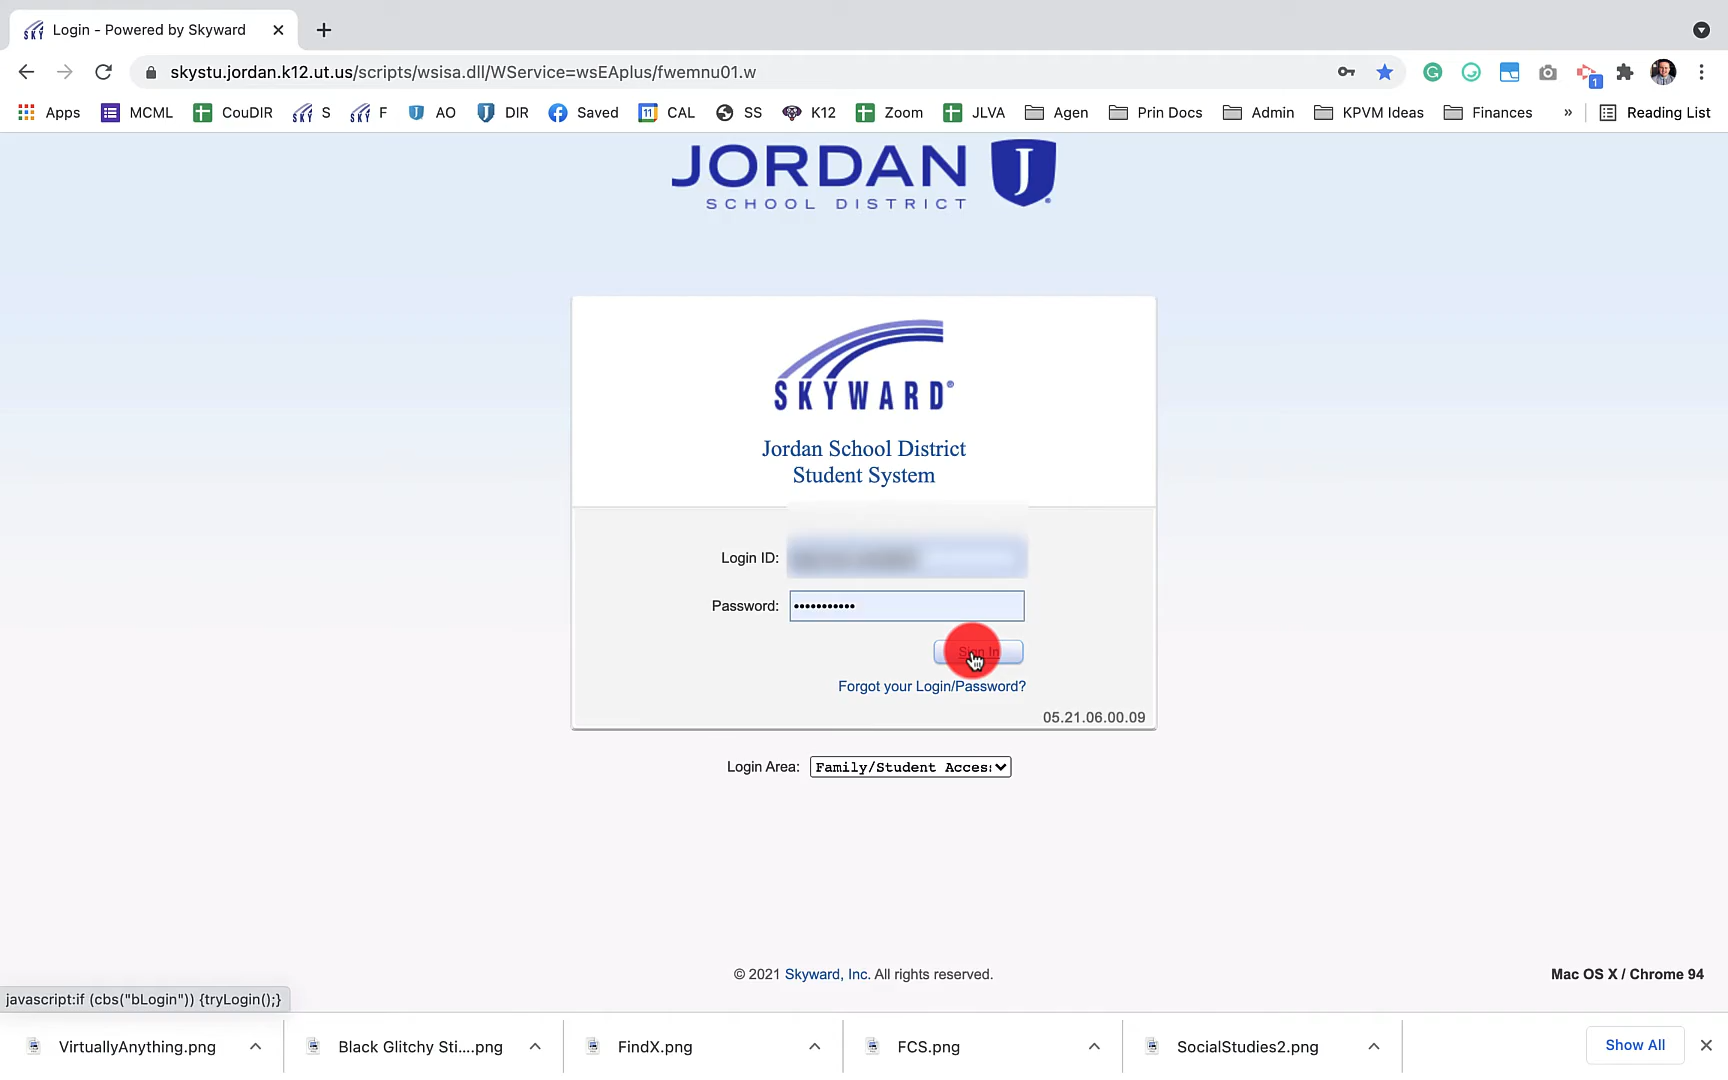 Login - Powered by Skyward
skystu.jordan.k12.ut.us/scripts/wsisa.dll/WService=wsEAplus/fwemnu01.w
1
Apps MCML CouDIR S F AO DIR Saved 11 CAL SS K12 Zoom JLVA Agen Prin Docs Admin KPVM Ideas Finances » Reading List
JORDAN J
SCHOOL DISTRICT
SKYWARD®
Jordan School District
Student System
Login ID:
Password: •••••••••••
Sign In
Forgot your Login/Password?
05.21.06.00.09
Login Area: Family/Student Acces
© 2021 Skyward, Inc. All rights reserved.
Mac OS X / Chrome 94
javascript:if (cbs("bLogin")) {tryLogin();}
VirtuallyAnything.png Black Glitchy Sti....png FindX.png FCS.png SocialStudies2.png Show All